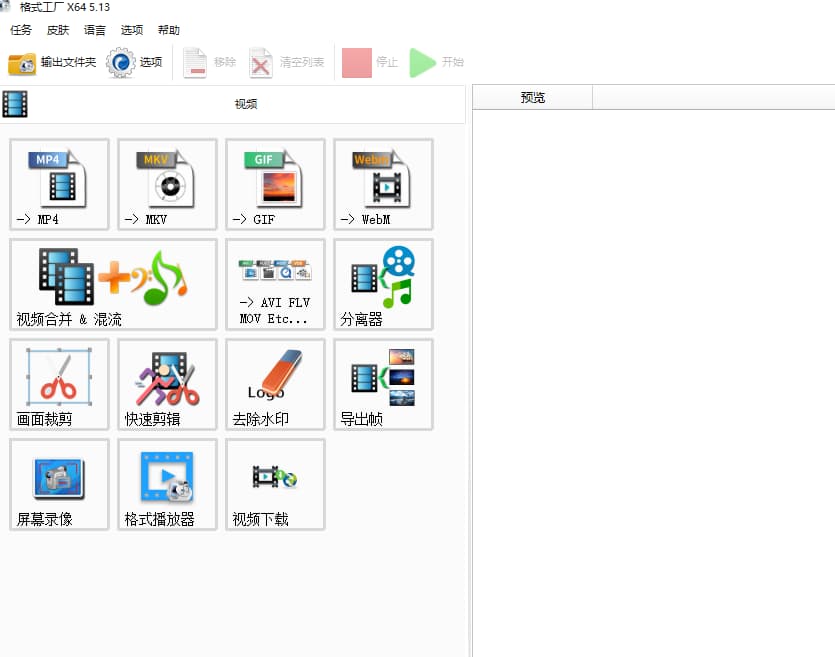 格式工厂 X64 5.13
任务 皮肤 语言 选项 帮助
输出文件夹 选项 移除 清空列表 停止 开始
视频
预览
MP4 MKV GIF WebM
-> MP4 -> MKV -> GIF -> WebM
-> AVI FLV
MOV Etc...
视频合并 & 混流 分离器
Logo
画面裁剪 快速剪辑 去除水印 导出帧
屏幕录像 格式播放器 视频下载